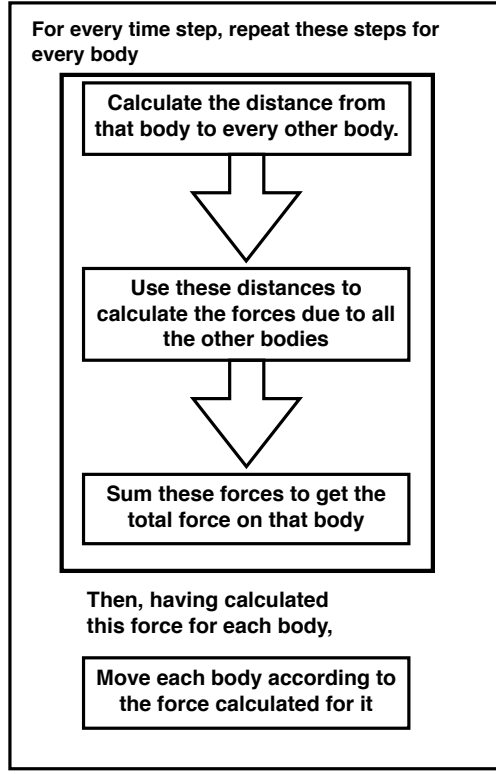 For every time step, repeat these steps for
every body
Calculate the distance from
that body to every other body.
Use these distances to
calculate the forces due to all
the other bodies
Sum these forces to get the
total force on that body
Then, having calculated
this force for each body,
Move each body according to
the force calculated for it